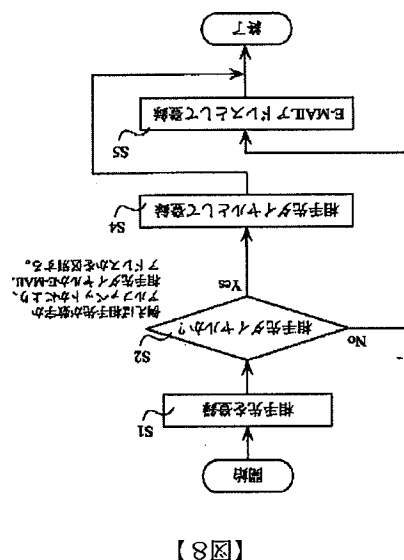 【図8】
開始
S1
相手先を登録
S2
相手先ダイヤルか?
No
Yes
例えば相手先が数字か
アルファベットかにより、
相手先ダイヤルかE-MAIL
アドレスかを区別する。
S4
相手先ダイヤルとして登録
S5
E-MAILアドレスとして登録
終了